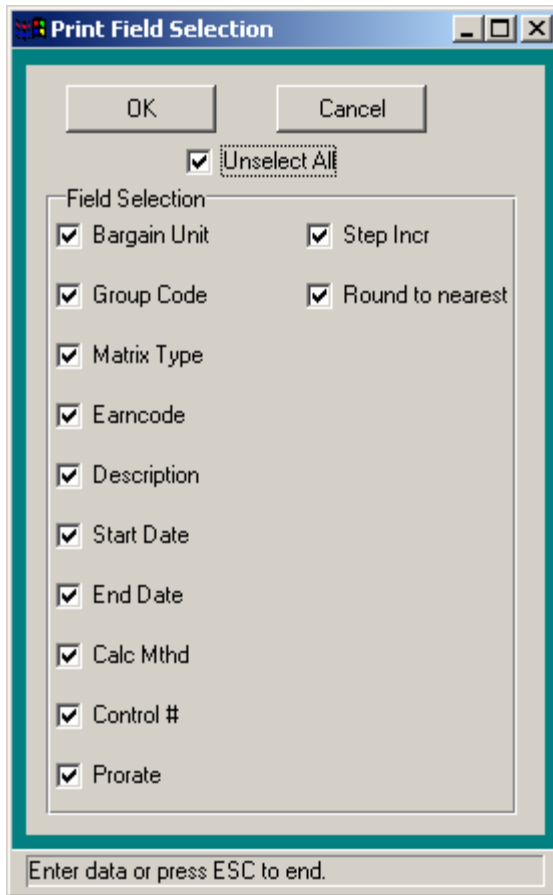 Print Field Selection
OK Cancel
Unselect All
Field Selection
Bargain Unit Step Incr
Group Code Round to nearest
Matrix Type
Earncode
Description
Start Date
End Date
Calc Mthd
Control #
Prorate
Enter data or press ESC to end.